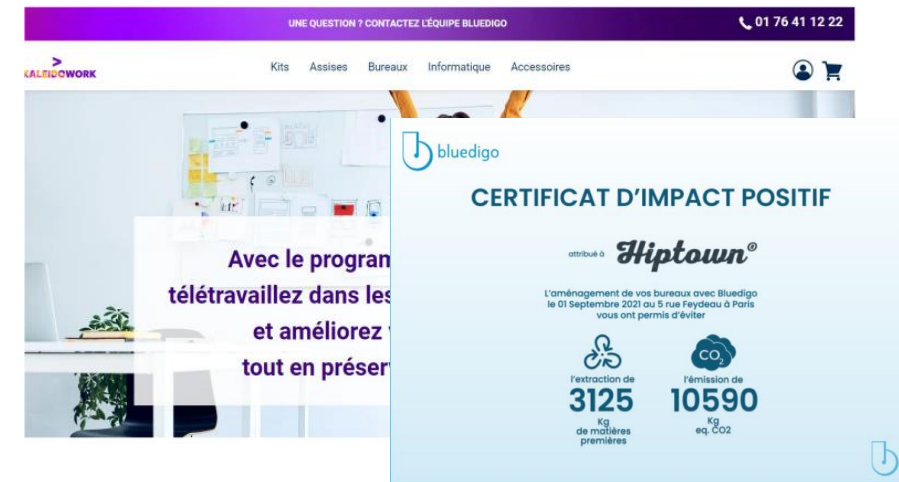 UNE QUESTION ? CONTACTEZ L'ÉQUIPE BLUEDIGO
01 76 41 12 22
KALEIDOWORK
Kits Assises Bureaux Informatique Accessoires
Avec le program
télétravaillez dans les
et améliorez
tout en préser
bluedigo
CERTIFICAT D'IMPACT POSITIF
attribué à Hiptown®
L'aménagement de vos bureaux avec Bluedigo
le 01 Septembre 2021 au 5 rue Feydeau à Paris
vous ont permis d'éviter
l'extraction de
3125
Kg
de matières
premières
CO2
l'émission de
10590
Kg
eq. CO2